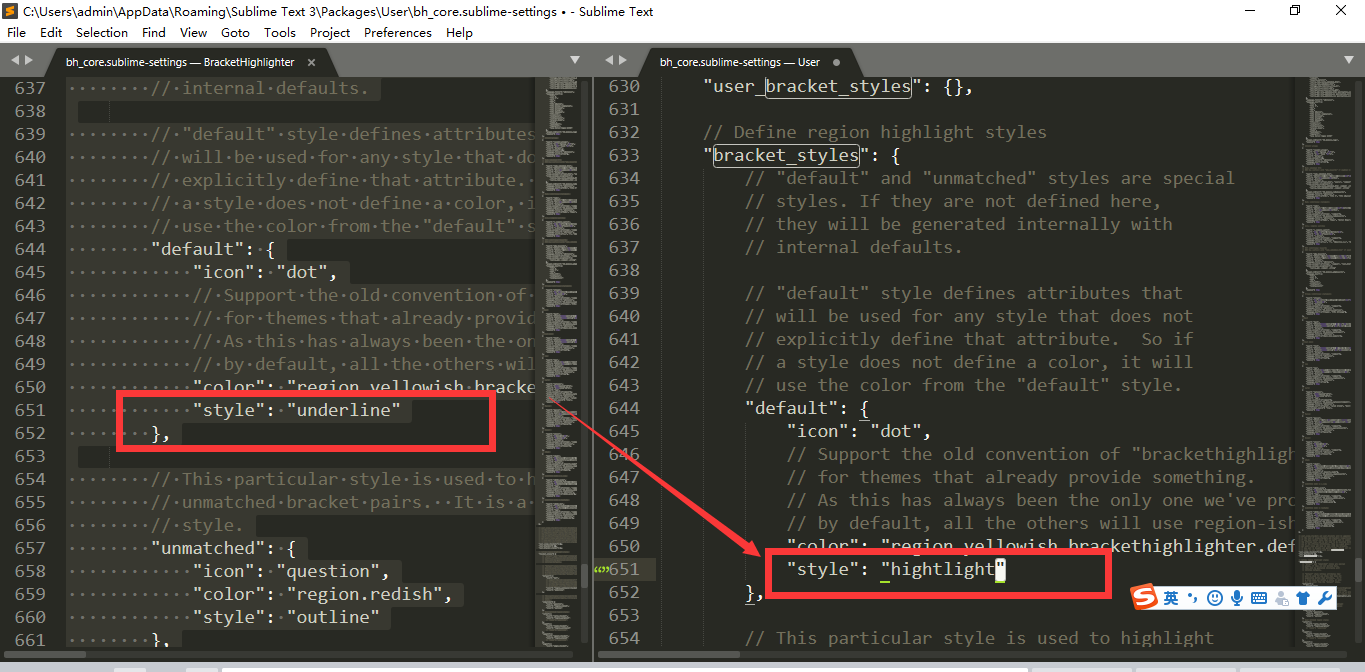 C:\Users\admin\AppData\Roaming\Sublime Text 3\Packages\User\bh_core.sublime-settings • - Sublime Text
File Edit Selection Find View Goto Tools Project Preferences Help
bh_core.sublime-settings — BracketHighlighter
637 // internal defaults.
638
639 // "default" style defines attributes
640 // will be used for any style that do
641 // explicitly define that attribute.
642 // a style does not define a color, i
643 // use the color from the "default" s
644 "default": {
645 "icon": "dot",
646 // Support the old convention of
647 // for themes that already provid
648 // As this has always been the on
649 // by default, all the others wil
650 "color": "region.yellowish bracke
651 "style": "underline"
652 },
653
654 // This particular style is used to h
655 // unmatched bracket pairs. It is a
656 // style.
657 "unmatched": {
658 "icon": "question",
659 "color": "region.redish",
660 "style": "outline"
661 },
bh_core.sublime-settings — User
630 "user_bracket_styles": {},
631
632 // Define region highlight styles
633 "bracket_styles": {
634 // "default" and "unmatched" styles are special
635 // styles. If they are not defined here,
636 // they will be generated internally with
637 // internal defaults.
638
639 // "default" style defines attributes that
640 // will be used for any style that does not
641 // explicitly define that attribute. So if
642 // a style does not define a color, it will
643 // use the color from the "default" style.
644 "default": {
645 "icon": "dot",
646 // Support the old convention of "brackethighligh
647 // for themes that already provide something.
648 // As this has always been the only one we've pro
649 // by default, all the others will use region-ish
650 "color": "region.yellowish brackethighlighter.def
651 "style": "hightlight"
652 },
653
654 // This particular style is used to highlight
英